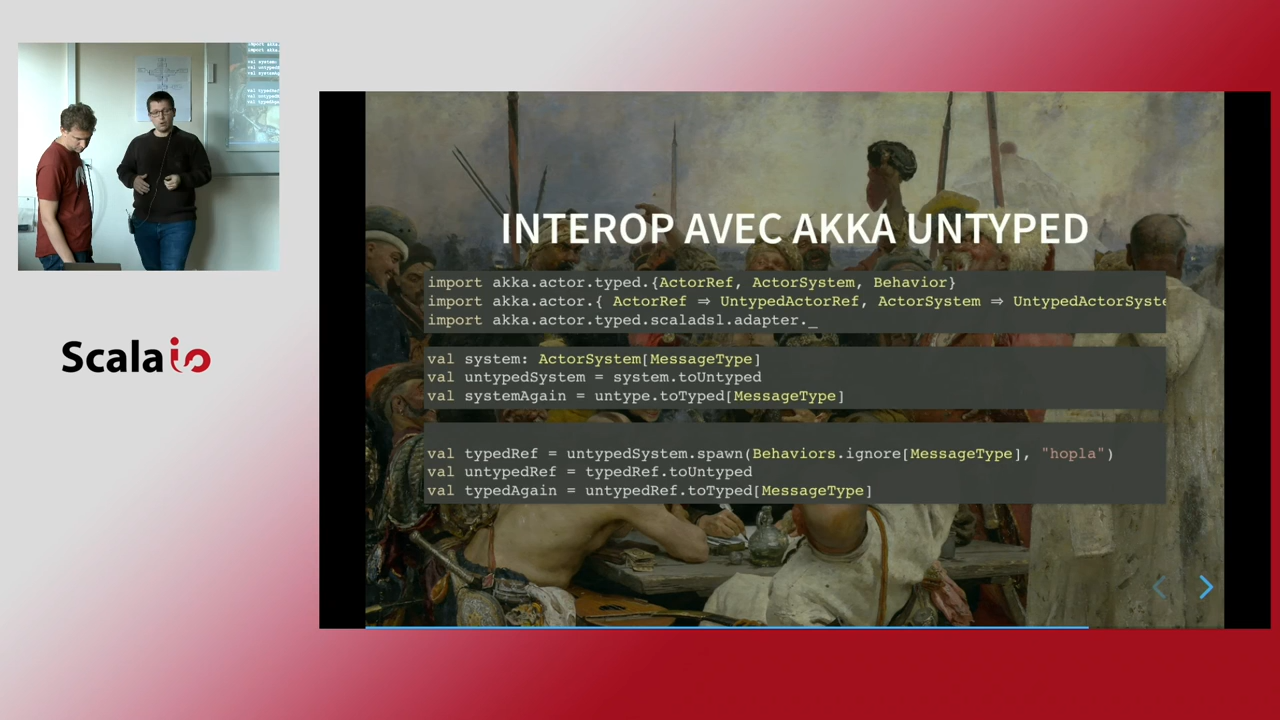 Scala io
INTEROP AVEC AKKA UNTYPED
import akka.actor.typed.{ActorRef, ActorSystem, Behavior}
import akka.actor.{ ActorRef ⇒ UntypedActorRef, ActorSystem ⇒ UntypedActorSyste
import akka.actor.typed.scaladsl.adapter._
val system: ActorSystem[MessageType]
val untypedSystem = system.toUntyped
val systemAgain = untype.toTyped[MessageType]
val typedRef = untypedSystem.spawn(Behaviors.ignore[MessageType], "hopla")
val untypedRef = typedRef.toUntyped
val typedAgain = untypedRef.toTyped[MessageType]